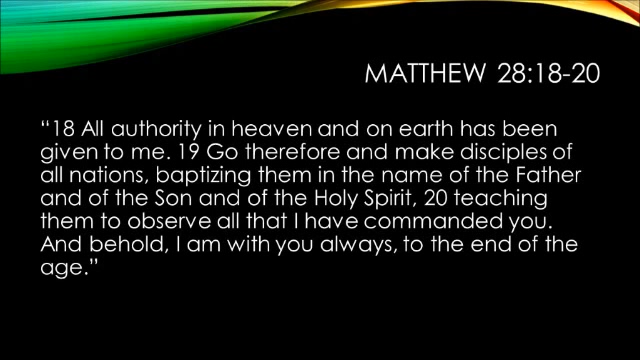 MATTHEW 28:18-20
“18 All authority in heaven and on earth has been
given to me. 19 Go therefore and make disciples of
all nations, baptizing them in the name of the Father
and of the Son and of the Holy Spirit, 20 teaching
them to observe all that I have commanded you.
And behold, I am with you always, to the end of the
age.”